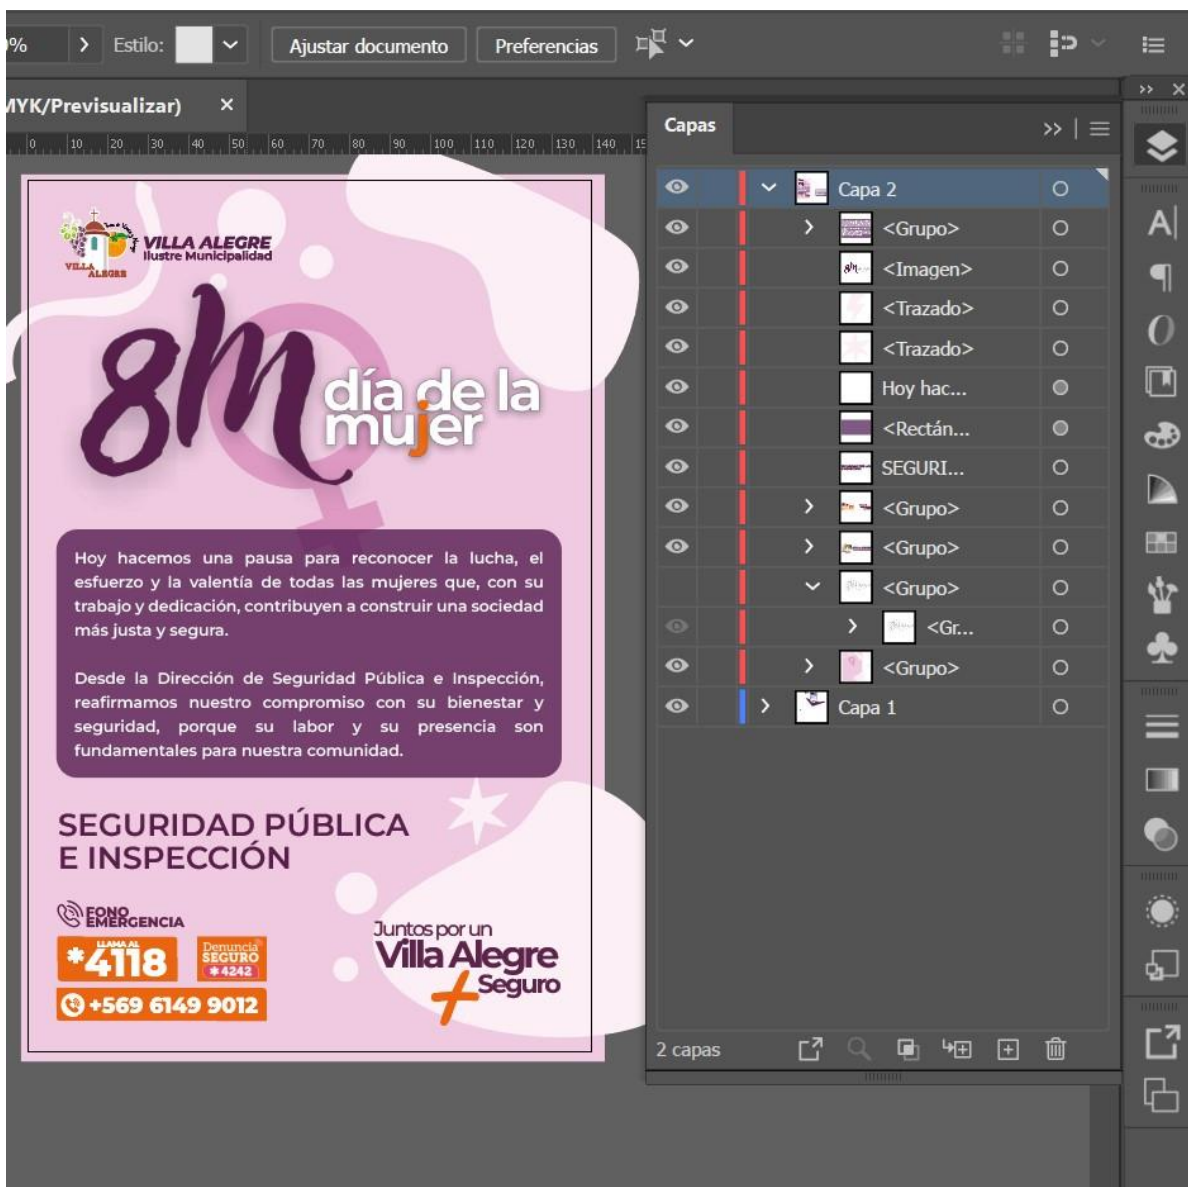 %
Estilo:
Ajustar documento
Preferencias
MYK/Previsualizar) ×
0 10 20 30 40 50 60 70 80 90 100 110 120 130 140 15
VILLA ALEGRE
VILLA ALEGRE
Ilustre Municipalidad
8M día de la
mujer
Hoy hacemos una pausa para reconocer la lucha, el
esfuerzo y la valentía de todas las mujeres que, con su
trabajo y dedicación, contribuyen a construir una sociedad
más justa y segura.
Desde la Dirección de Seguridad Pública e Inspección,
reafirmamos nuestro compromiso con su bienestar y
seguridad, porque su labor y su presencia son
fundamentales para nuestra comunidad.
SEGURIDAD PÚBLICA
E INSPECCIÓN
FONO
EMERGENCIA
LLAMA AL
*4118
Denuncia
SEGURO
*4242
+569 6149 9012
Juntos por un
Villa Alegre
+ Seguro
Capas
Capa 2
<Grupo>
<Imagen>
<Trazado>
<Trazado>
Hoy hac...
<Rectán...
SEGURI...
<Grupo>
<Grupo>
<Grupo>
<Gr...
<Grupo>
Capa 1
2 capas